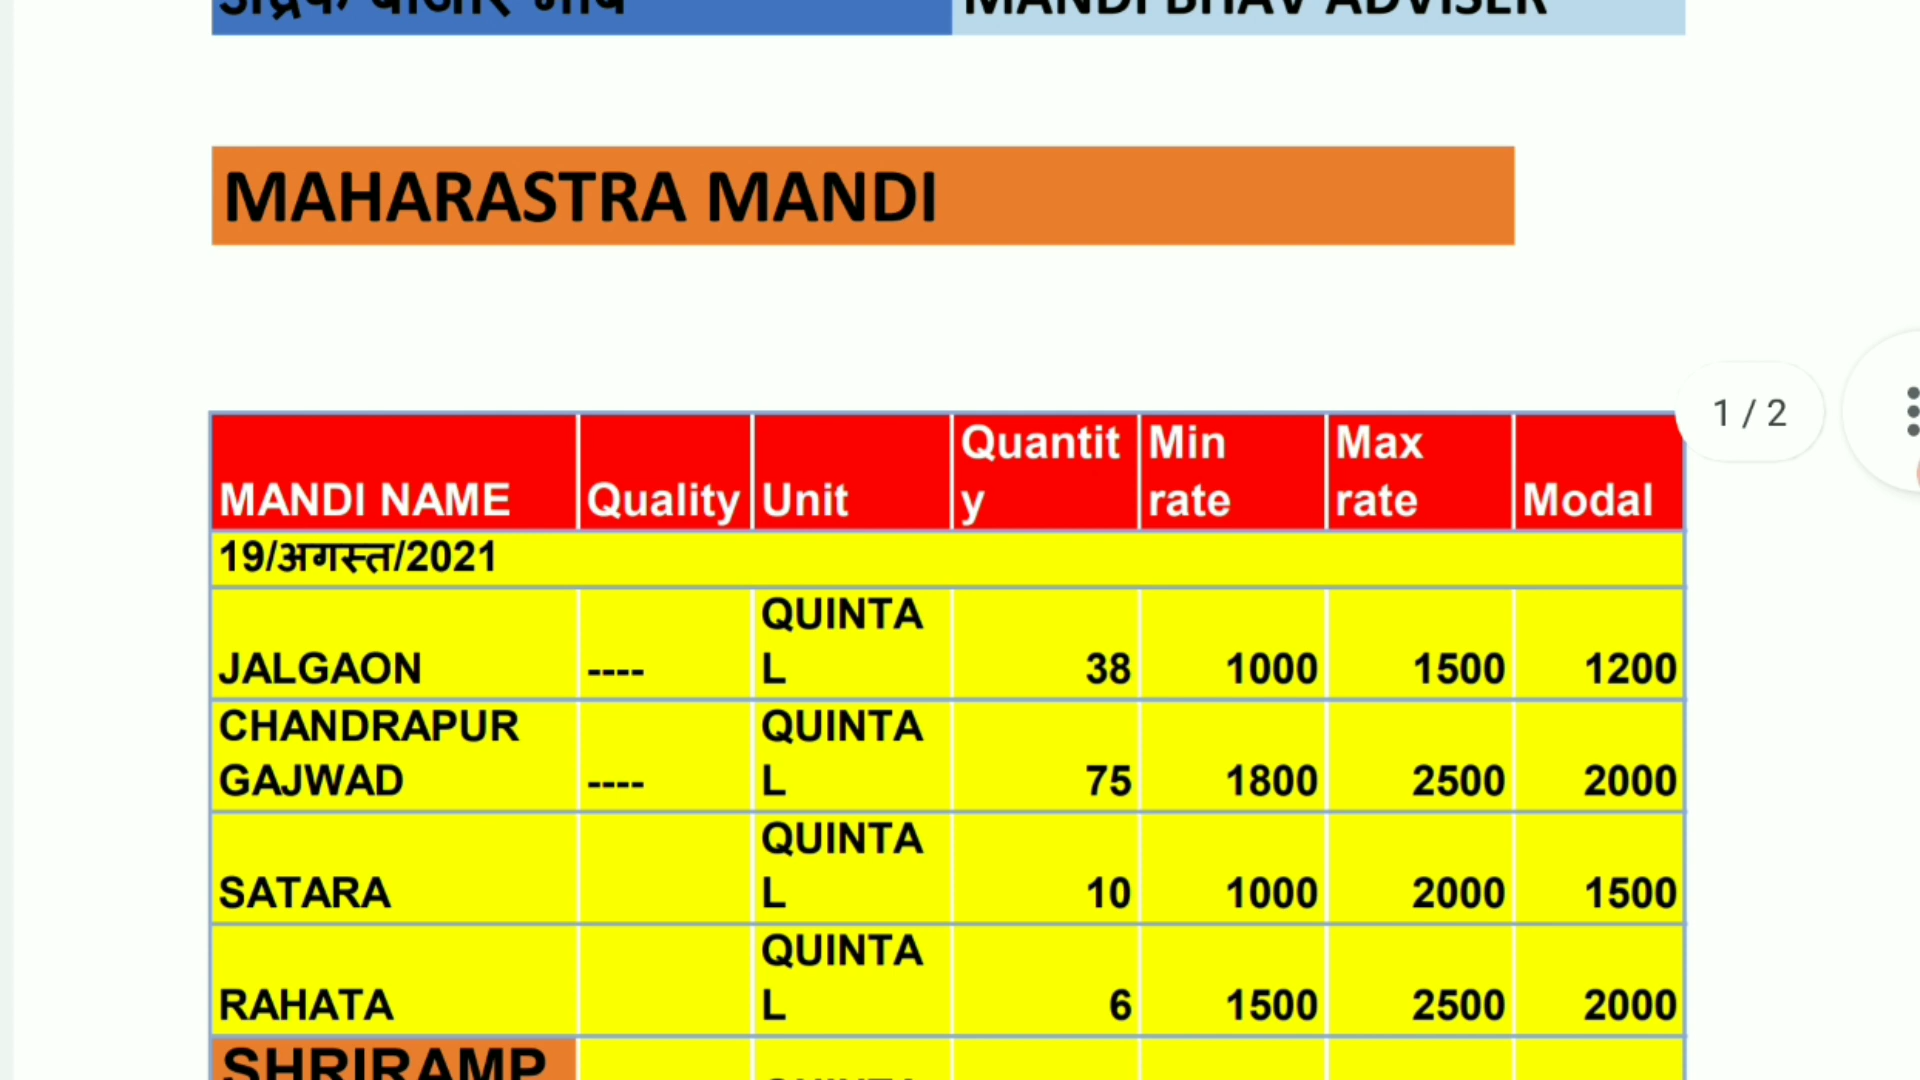 अद्रक बाजार भाव MANDI BHAV ADVISER
MAHARASTRA MANDI
1 / 2
MANDI NAME Quality Unit Quantity Min rate Max rate Modal
19/अगस्त/2021
JALGAON ---- QUINTAL 38 1000 1500 1200
CHANDRAPUR GAJWAD ---- QUINTAL 75 1800 2500 2000
SATARA QUINTAL 10 1000 2000 1500
RAHATA QUINTAL 6 1500 2500 2000
SHRIRAMP